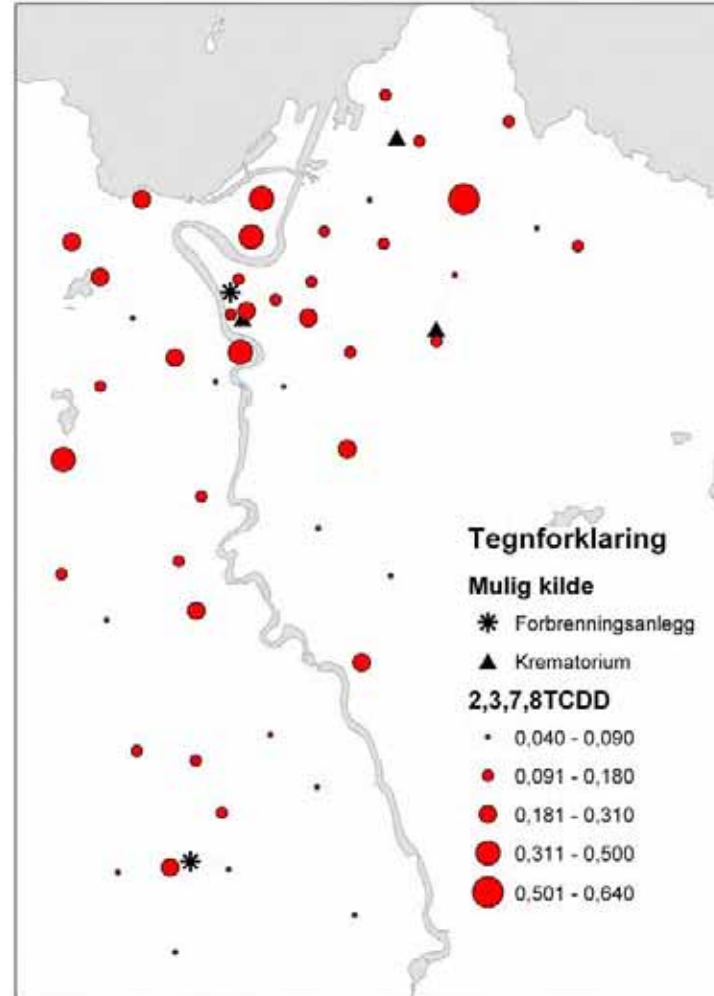 Tegnforklaring
Mulig kilde
Forbrenningsanlegg
Krematorium
2,3,7,8TCDD
0,040 - 0,090
0,091 - 0,180
0,181 - 0,310
0,311 - 0,500
0,501 - 0,640